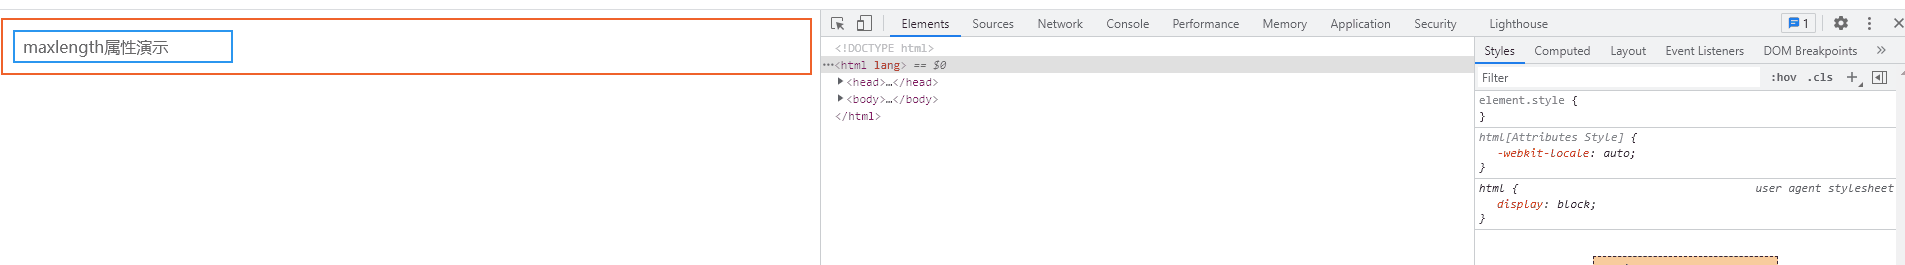 maxlength属性演示
Elements Sources Network Console Performance Memory Application Security Lighthouse 1
<!DOCTYPE html>
···<html lang> == $0
<head>…</head>
<body>…</body>
</html>
Styles Computed Layout Event Listeners DOM Breakpoints »
Filter :hov .cls +
element.style {
}
html[Attributes Style] {
-webkit-locale: auto;
}
html { user agent stylesheet
display: block;
}